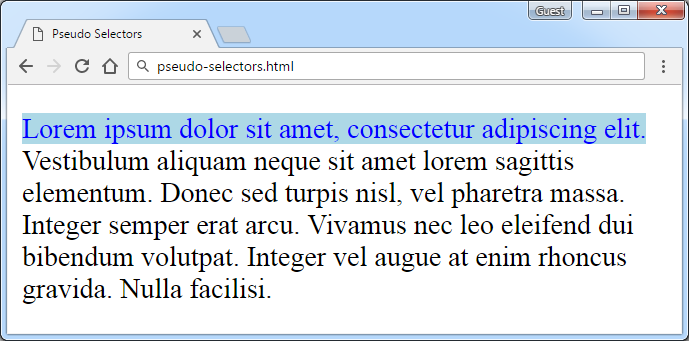 Guest
Pseudo Selectors
pseudo-selectors.html
Lorem ipsum dolor sit amet, consectetur adipiscing elit.
Vestibulum aliquam neque sit amet lorem sagittis
elementum. Donec sed turpis nisl, vel pharetra massa.
Integer semper erat arcu. Vivamus nec leo eleifend dui
bibendum volutpat. Integer vel augue at enim rhoncus
gravida. Nulla facilisi.